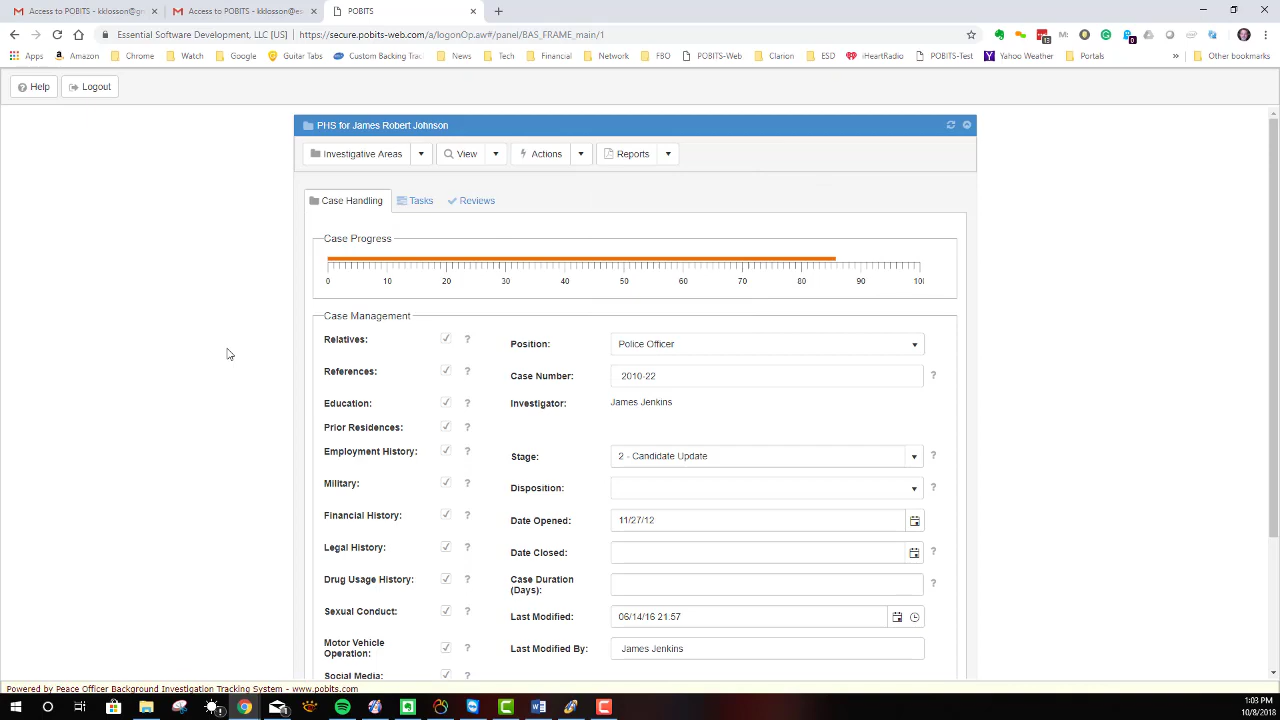 Access to POBITS - kklosson@gm
Access to POBITS - kklosson@es
POBITS
Essential Software Development, LLC [US] https://secure.pobits-web.com/a/logonOp.aw#/panel/BAS_FRAME_main/1
Apps Amazon Chrome Watch Google Guitar Tabs Custom Backing Trac News Tech Financial Network FBO POBITS-Web Clarion ESD iHeartRadio POBITS-Test Yahoo Weather Portals » Other bookmarks
Help Logout
PHS for James Robert Johnson
Investigative Areas View Actions Reports
Case Handling Tasks Reviews
Case Progress
0 10 20 30 40 50 60 70 80 90 100
Case Management
Relatives: ? Position: Police Officer
References: ? Case Number: 2010-22 ?
Education: ? Investigator: James Jenkins
Prior Residences: ?
Employment History: ? Stage: 2 - Candidate Update ?
Military: ? Disposition: ?
Financial History: ? Date Opened: 11/27/12
Legal History: ? Date Closed: ?
Drug Usage History: ? Case Duration (Days): ?
Sexual Conduct: ? Last Modified: 06/14/16 21:57
Motor Vehicle Operation: ? Last Modified By: James Jenkins
Social Media: ?
Powered by Peace Officer Background Investigation Tracking System - www.pobits.com
1:03 PM
10/8/2018